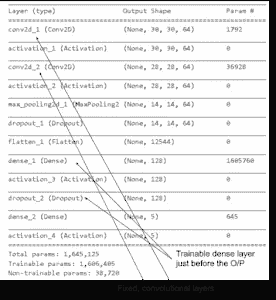 Layer (type) Output Shape Param #
conv2d_1 (Conv2D) (None, 30, 30, 64) 1792
activation_1 (Activation) (None, 30, 30, 64) 0
conv2d_2 (Conv2D) (None, 28, 28, 64) 36928
activation_2 (Activation) (None, 28, 28, 64) 0
max_pooling2d_1 (MaxPooling2 (None, 14, 14, 64) 0
dropout_1 (Dropout) (None, 14, 14, 64) 0
flatten_1 (Flatten) (None, 12544) 0
dense_1 (Dense) (None, 128) 1605760
activation_3 (Activation) (None, 128) 0
dropout_2 (Dropout) (None, 128) 0
dense_2 (Dense) (None, 5) 645
activation_4 (Activation) (None, 5) 0
Trainable dense layer
just before the O/P
Total params: 1,645,125
Trainable params: 1,606,405
Non-trainable params: 38,720
Fixed, convolutional layers